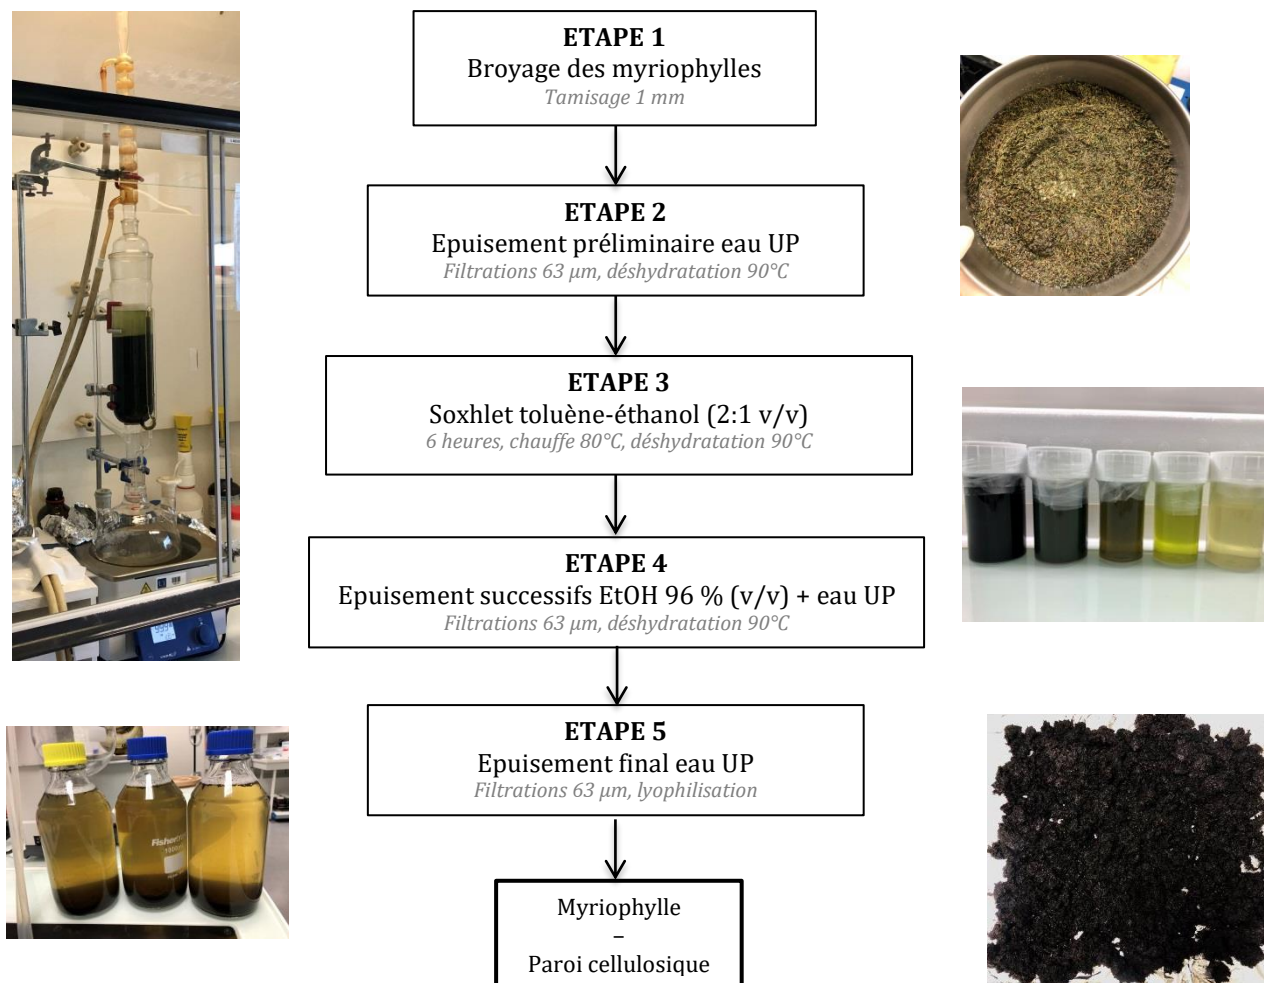 ETAPE 1
Broyage des myriophylles
Tamisage 1 mm
ETAPE 2
Epuisement préliminaire eau UP
Filtrations 63 µm, déshydratation 90°C
ETAPE 3
Soxhlet toluène-éthanol (2:1 v/v)
6 heures, chauffe 80°C, déshydratation 90°C
ETAPE 4
Epuisement successifs EtOH 96 % (v/v) + eau UP
Filtrations 63 µm, déshydratation 90°C
ETAPE 5
Epuisement final eau UP
Filtrations 63 µm, lyophilisation
Myriophylle
–
Paroi cellulosique